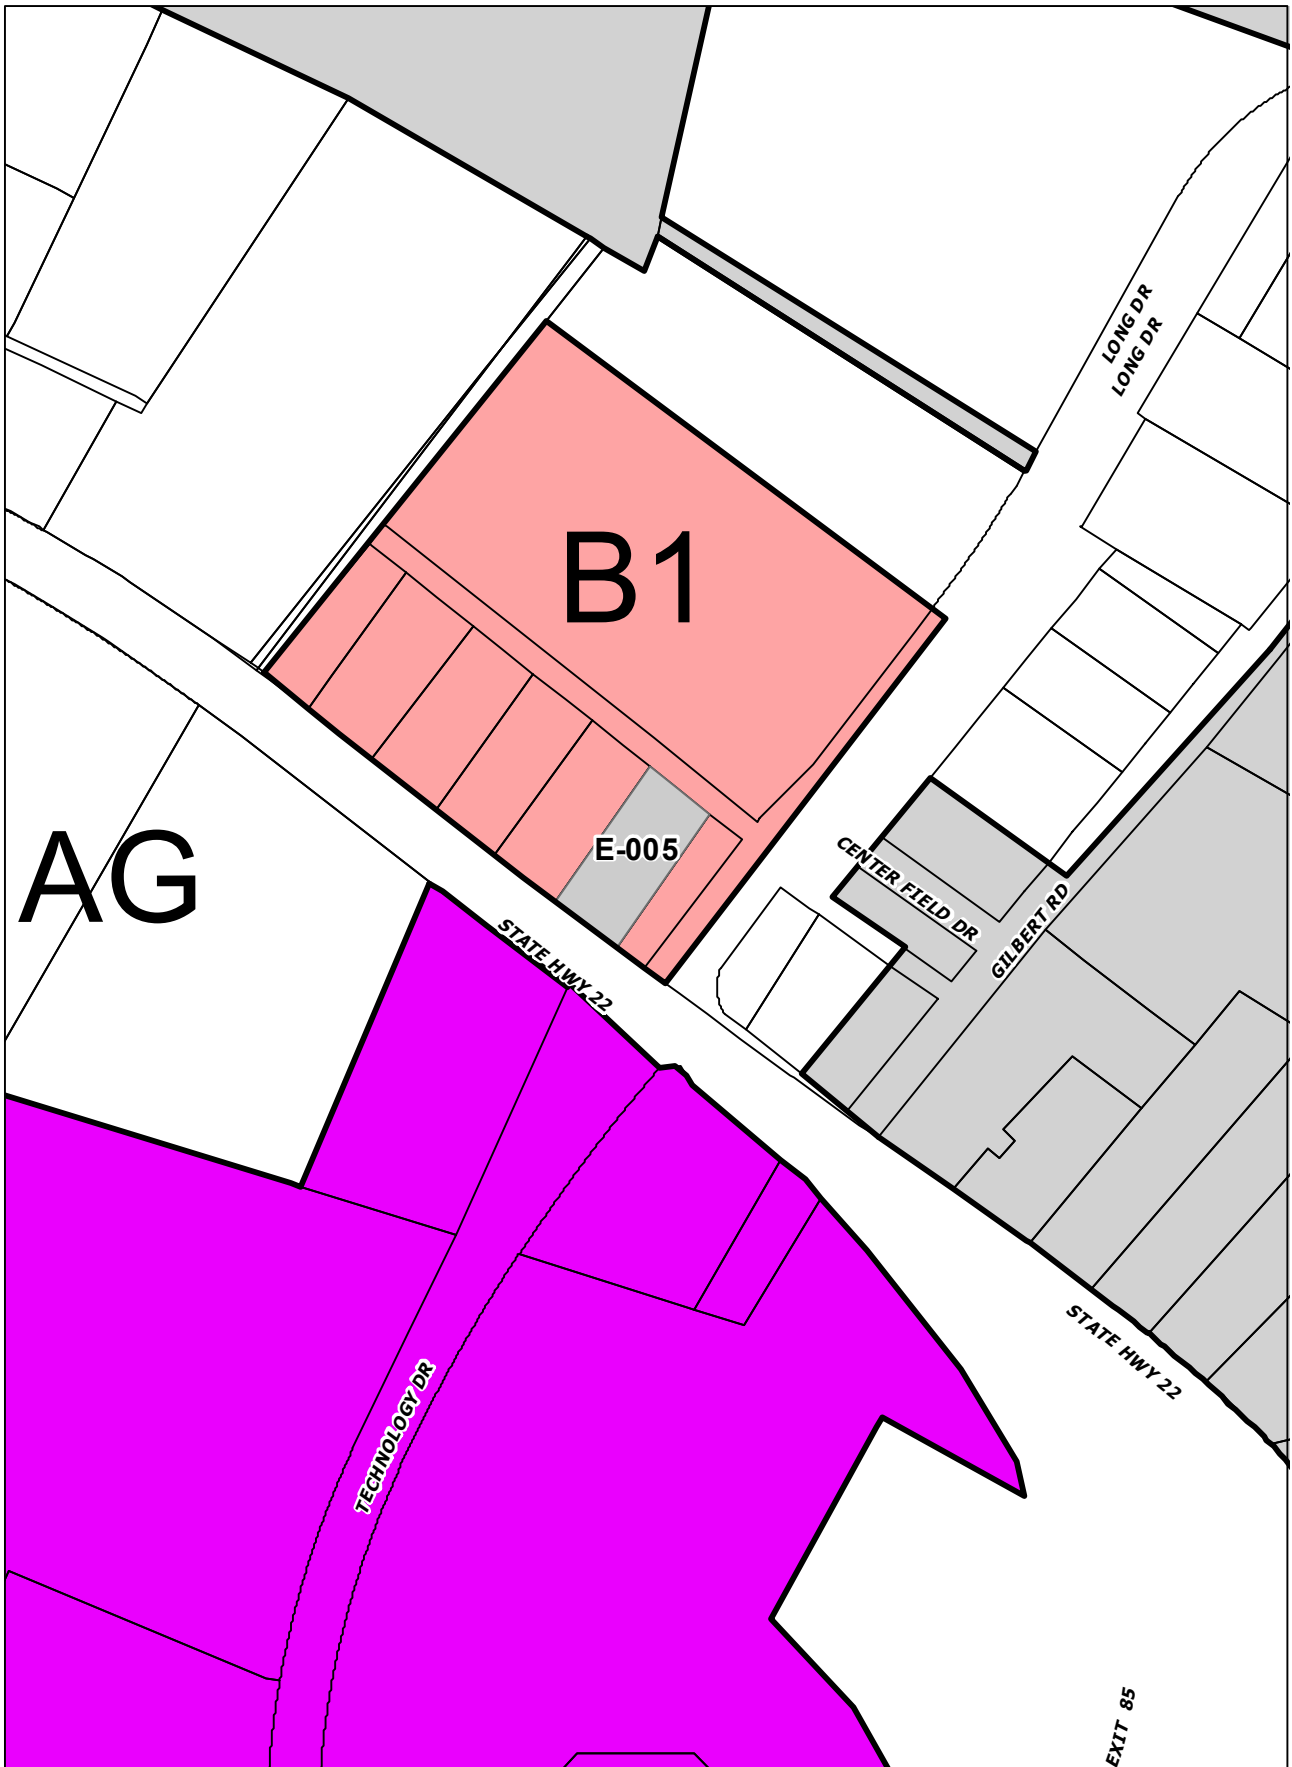 LONG DR
LONG DR
B1
E-005
AG
CENTER FIELD DR
GILBERT RD
STATE HWY 22
STATE HWY 22
TECHNOLOGY DR
EXIT 85